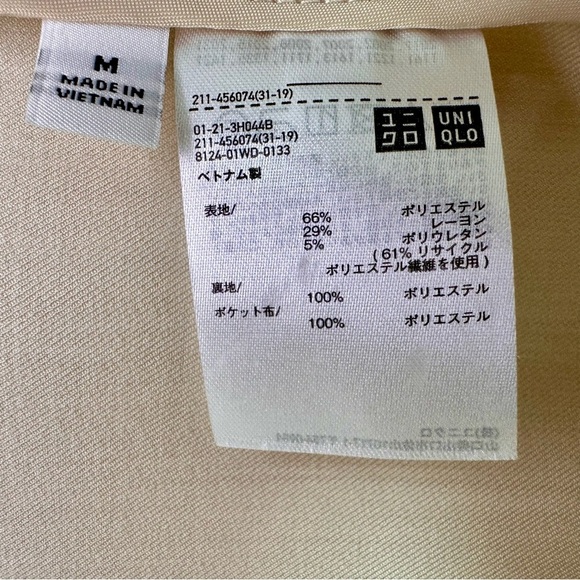 M
MADE IN
VIETNAM
211-456074(31-19)
01-21-3H044B
211-456074(31-19)
8124-01WD-0133
ユニ
クロ
UNI
QLO
ベトナム製
表地/
66% ポリエステル
29% レーヨン
5% ポリウレタン
( 61% リサイクル
ポリエステル繊維を使用 )
裏地/
100% ポリエステル
ポケット布/
100% ポリエステル